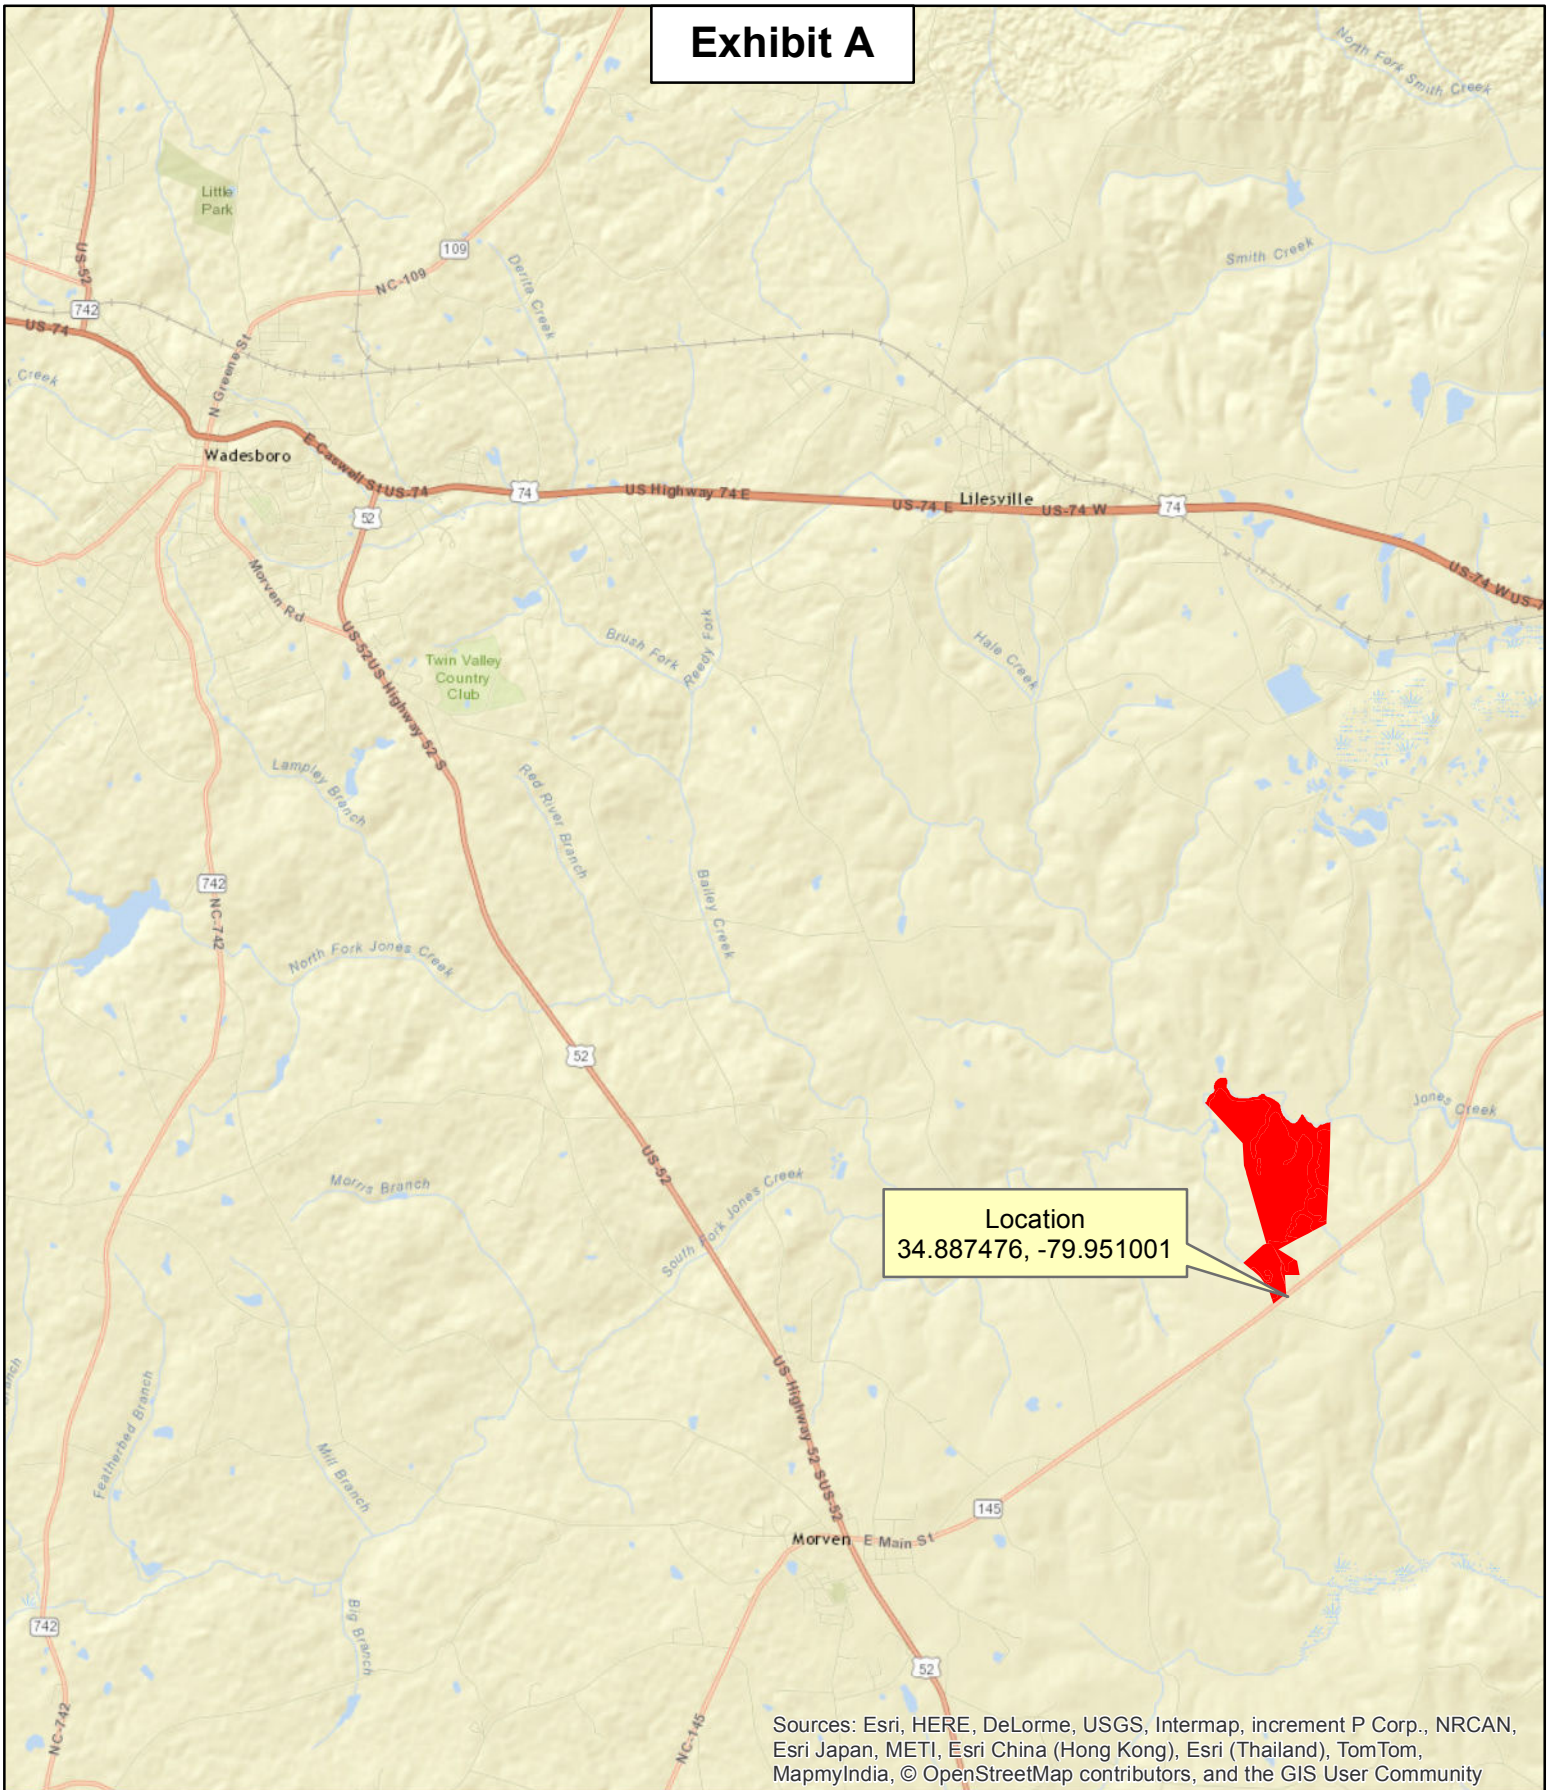 Exhibit A
North Fork Smith Creek
Little
Park
US-52
109
NC-109
Derita Creek
Smith Creek
742
US-74
N Greene St
Creek
Wadesboro
E Caswell St
US-74
74
US Highway 74 E
US-74 E
Lilesville
US-74 W
74
US-74 W
52
Morven Rd
US-52
US Highway 52 S
Twin Valley
Country
Club
Brush Fork
Reedy Fork
Hale Creek
Lampley Branch
Red River Branch
Bailey Creek
742
NC-742
North Fork Jones Creek
52
Jones Creek
US-52
Morris Branch
South Fork Jones Creek
Location
34.887476, -79.951001
Featherbed Branch
Mill Branch
US Highway 52 S
US-52
145
Morven
E Main St
742
Big Branch
52
NC-742
NC-145
Sources: Esri, HERE, DeLorme, USGS, Intermap, increment P Corp., NRCAN,
Esri Japan, METI, Esri China (Hong Kong), Esri (Thailand), TomTom,
MapmyIndia, © OpenStreetMap contributors, and the GIS User Community